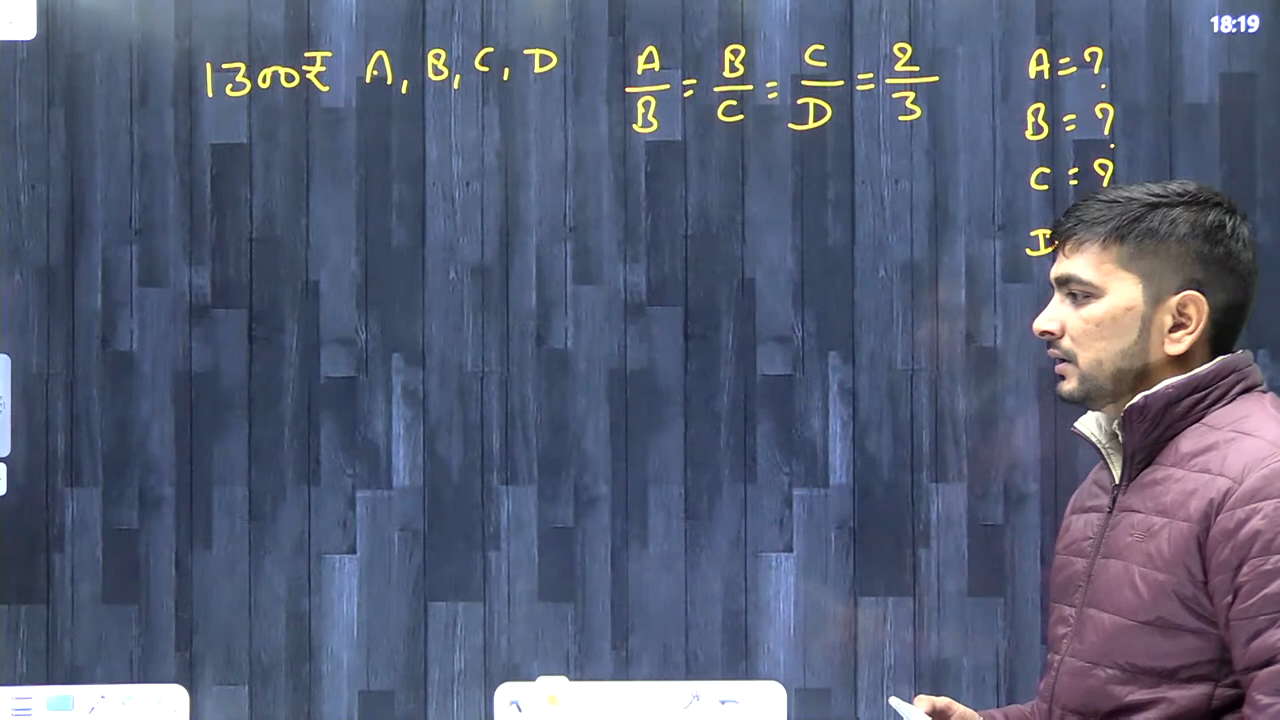 18:19
1300₹ A, B, C, D A/B = B/C = C/D = 2/3 A=?
B=?
C=?
D